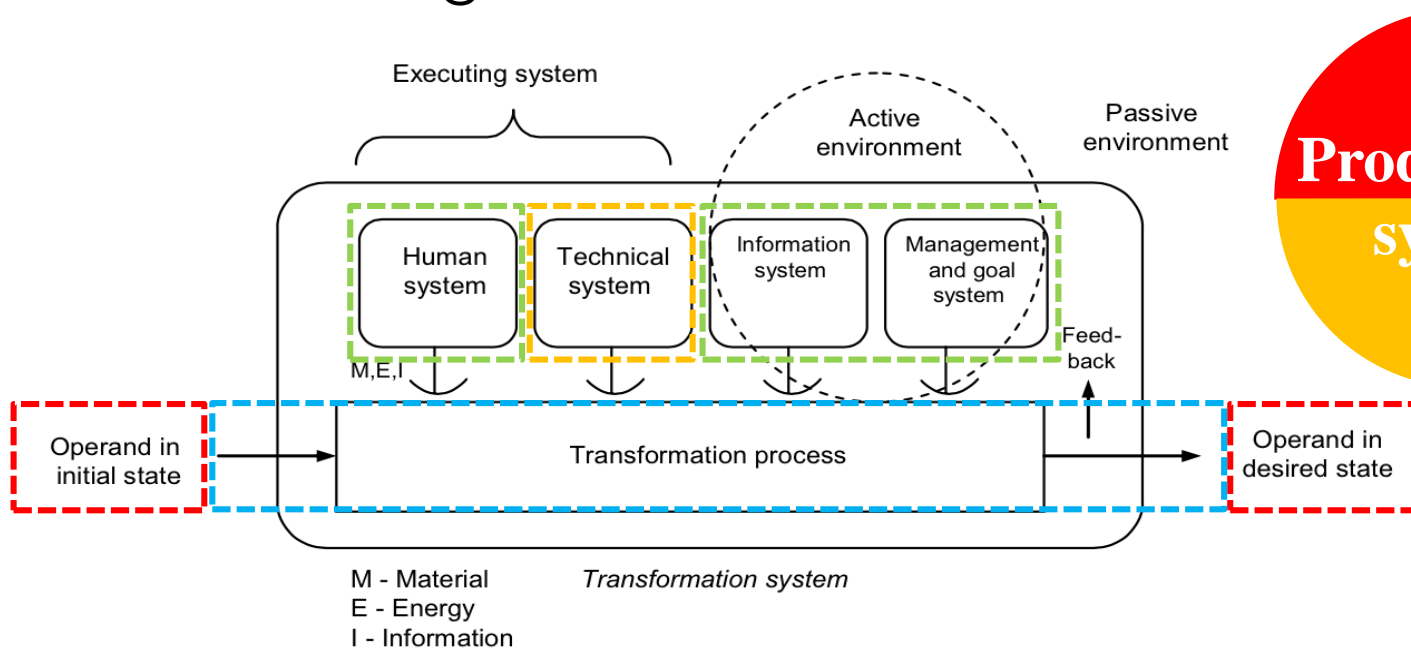 Executing system
Active
environment
Passive
environment
Human
system
Technical
system
Information
system
Management
and goal
system
Feed-
back
M,E,I
Operand in
initial state
Transformation process
Operand in
desired state
M - Material
E - Energy
I - Information
Transformation system